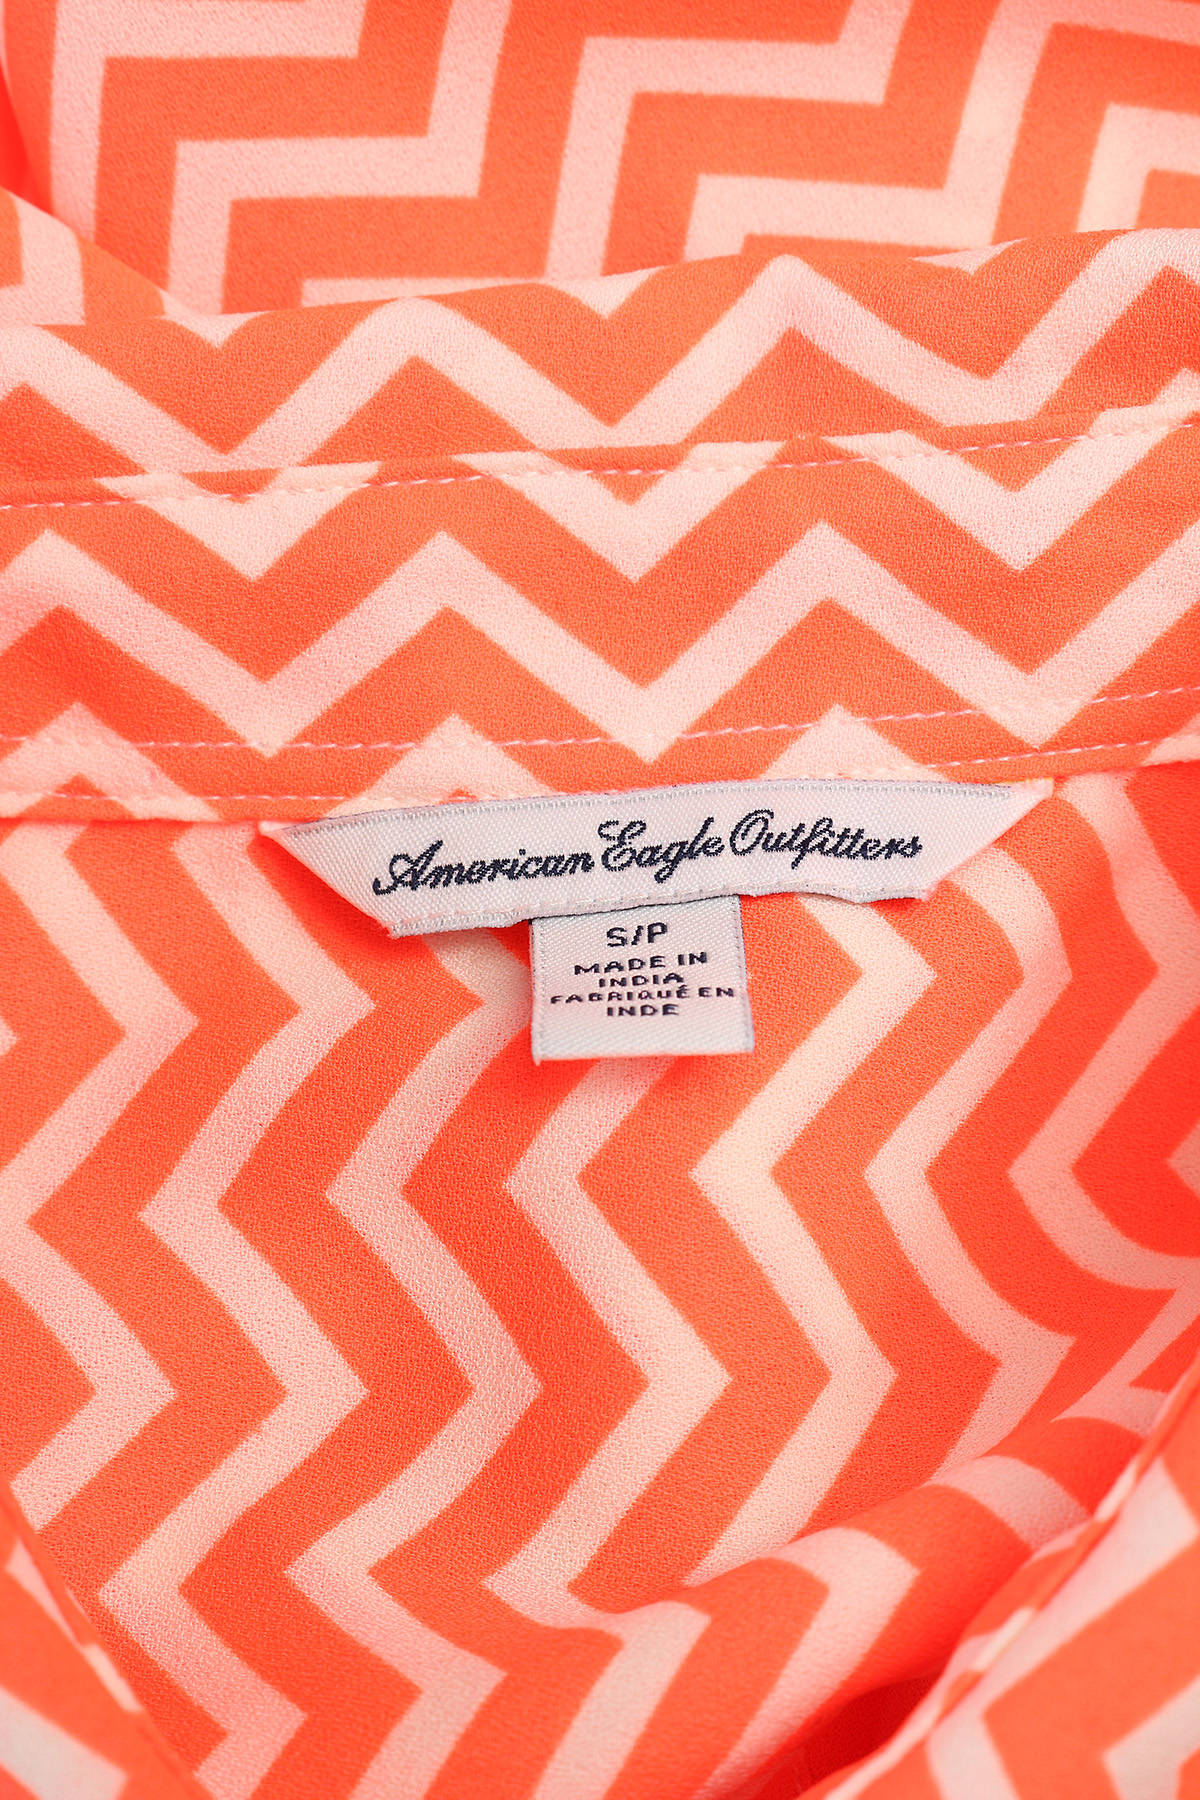 American Eagle Outfitters
S/P
MADE IN
INDIA
FABRIQUÉ EN
INDE